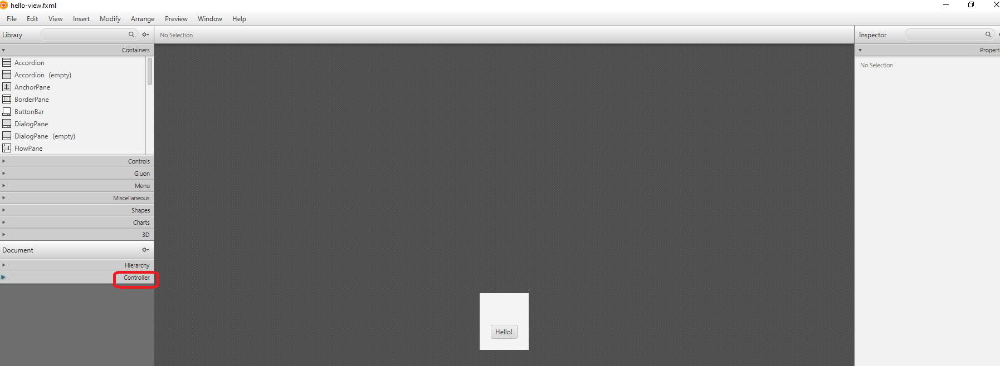 hello-view.fxml
File Edit View Insert Modify Arrange Preview Window Help
Library
No Selection
Inspector
Containers
Properti
Accordion
No Selection
Accordion (empty)
AnchorPane
BorderPane
ButtonBar
DialogPane
DialogPane (empty)
FlowPane
Controls
Gluon
Menu
Miscellaneous
Shapes
Charts
3D
Document
Hierarchy
Controller
Hello!